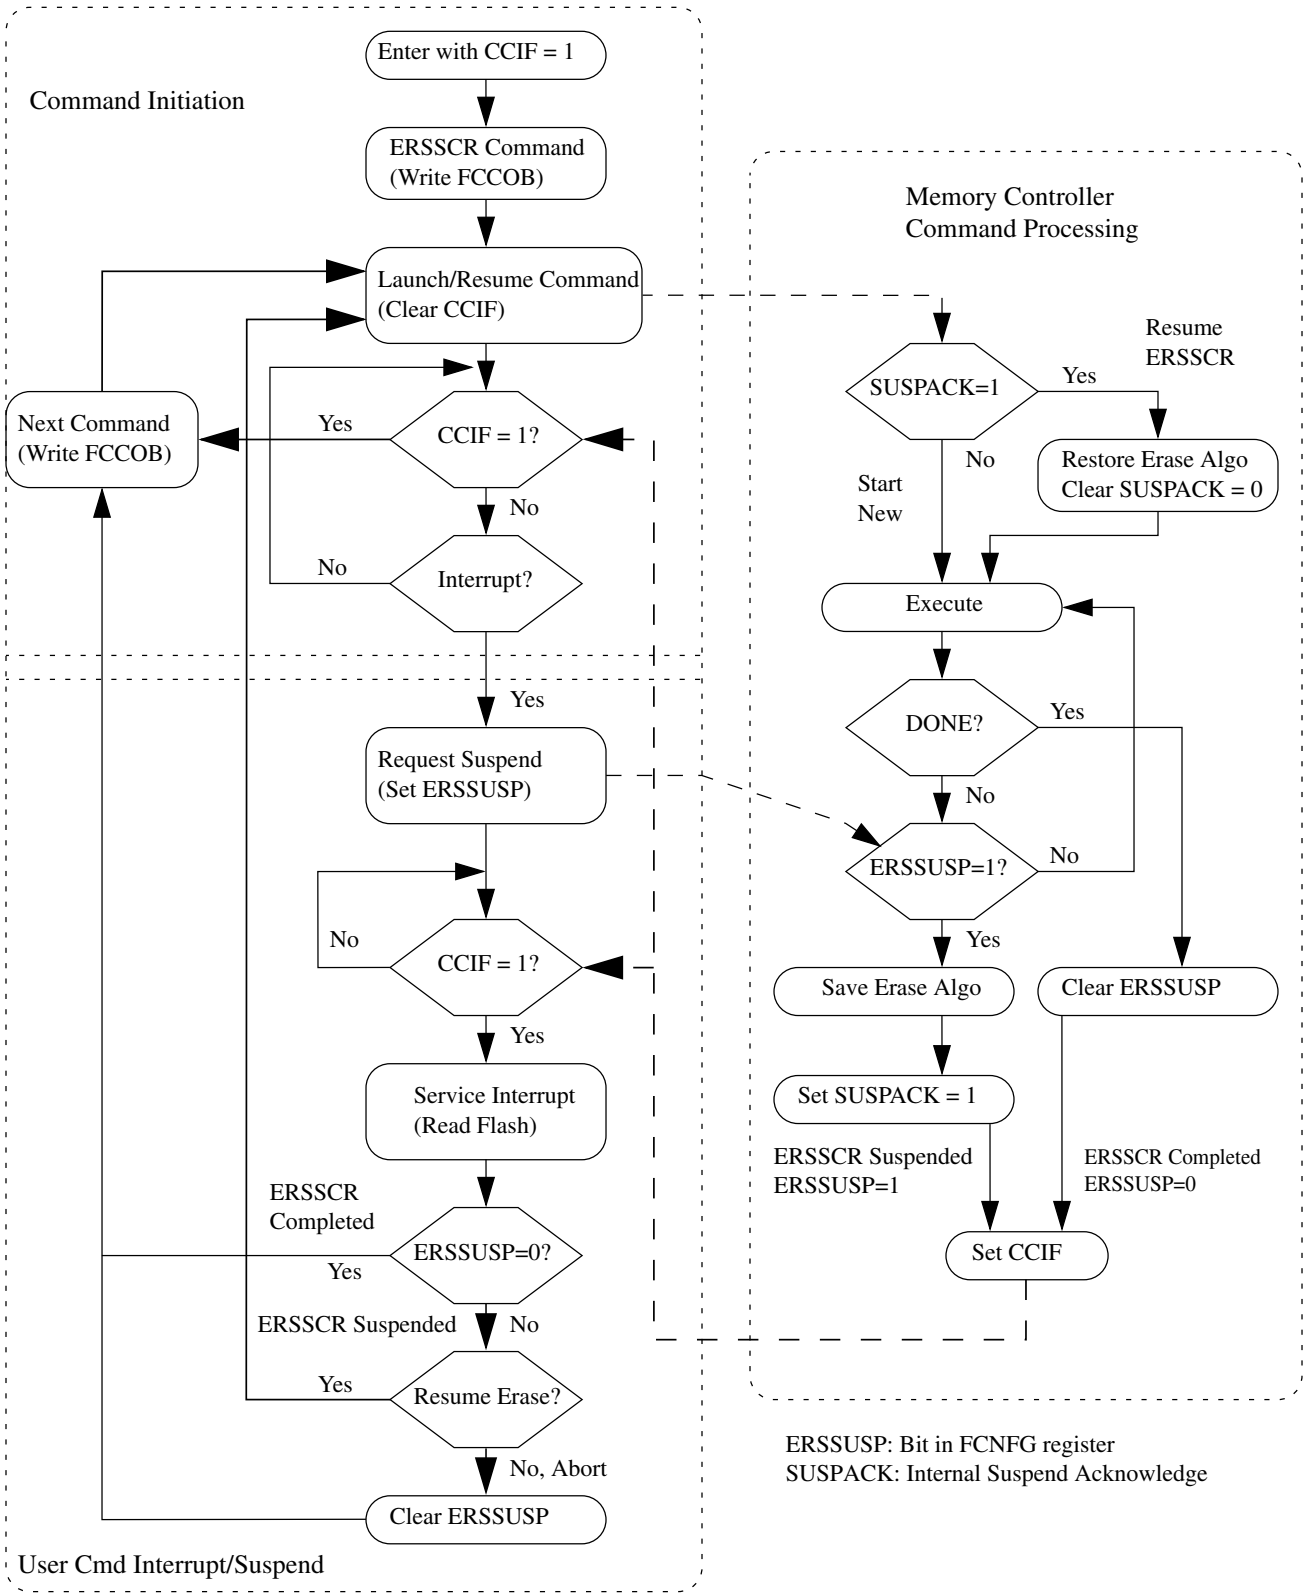 Enter with CCIF = 1
Command Initiation
ERSSCR Command
(Write FCCOB)
Launch/Resume Command
(Clear CCIF)
Next Command
(Write FCCOB)
Yes
CCIF = 1?
No
No
Interrupt?
Yes
Request Suspend
(Set ERSSUSP)
No
CCIF = 1?
Yes
Service Interrupt
(Read Flash)
ERSSCR
Completed
ERSSUSP=0?
Yes
ERSSCR Suspended
No
Yes
Resume Erase?
No, Abort
Clear ERSSUSP
User Cmd Interrupt/Suspend
Memory Controller
Command Processing
Resume
ERSSCR
SUSPACK=1
Yes
No
Restore Erase Algo
Clear SUSPACK = 0
Start
New
Execute
DONE?
Yes
No
ERSSUSP=1?
No
Yes
Save Erase Algo
Clear ERSSUSP
Set SUSPACK = 1
ERSSCR Suspended
ERSSUSP=1
ERSSCR Completed
ERSSUSP=0
Set CCIF
ERSSUSP: Bit in FCNFG register
SUSPACK: Internal Suspend Acknowledge